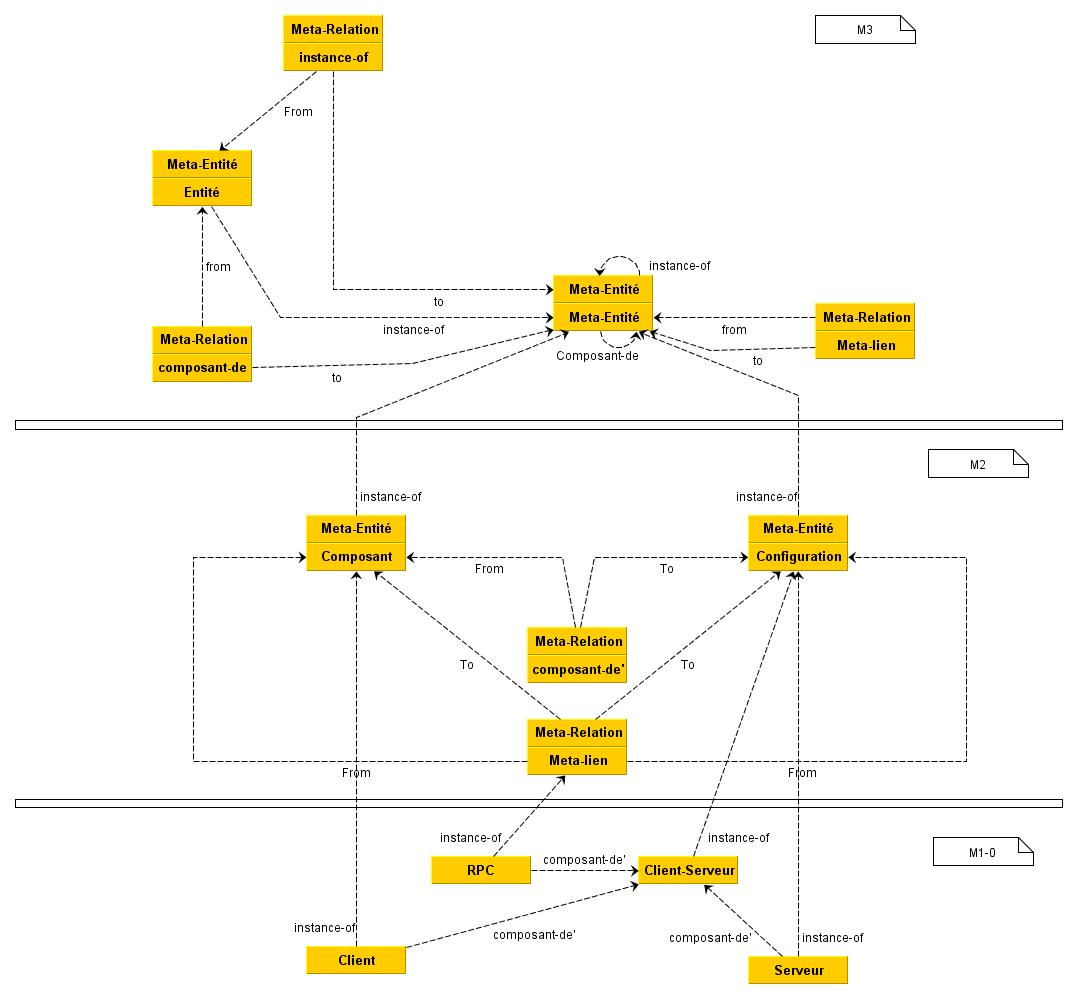 Meta-Relation
instance-of
M3
From
Meta-Entité
Entité
from
instance-of
Meta-Entité
Meta-Entité
to
instance-of
Meta-Relation
Meta-lien
from
to
Meta-Relation
composant-de
to
Composant-de
M2
instance-of
instance-of
Meta-Entité
Composant
Meta-Entité
Configuration
From
To
Meta-Relation
composant-de'
To
To
Meta-Relation
Meta-lien
From
From
instance-of
instance-of
M1-0
RPC
composant-de'
Client-Serveur
instance-of
composant-de'
composant-de'
instance-of
Client
Serveur